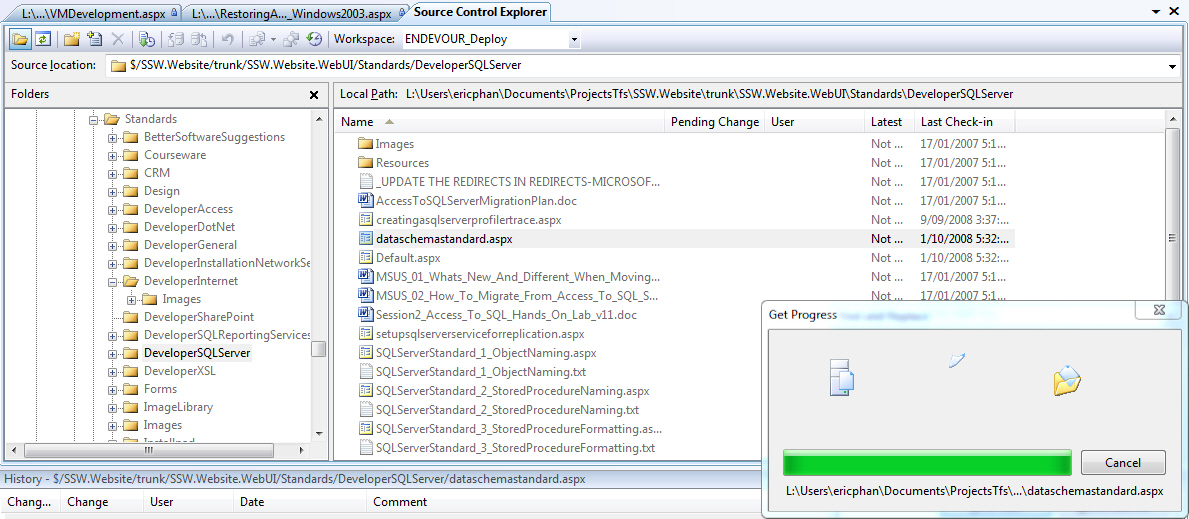 L:\...\VMDevelopment.aspx L:\...\RestoringA..._Windows2003.aspx Source Control Explorer
Workspace: ENDEVOUR_Deploy
Source location: $/SSW.Website/trunk/SSW.Website.WebUI/Standards/DeveloperSQLServer
Folders
Standards
BetterSoftwareSuggestions
Courseware
CRM
Design
DeveloperAccess
DeveloperDotNet
DeveloperGeneral
DeveloperInstallationNetworkSe
DeveloperInternet
Images
DeveloperSharePoint
DeveloperSQLReportingServices
DeveloperSQLServer
DeveloperXSL
Forms
ImageLibrary
Images
Local Path: L:\Users\ericphan\Documents\ProjectsTfs\SSW.Website\trunk\SSW.Website.WebUI\Standards\DeveloperSQLServer
Name Pending Change User Latest Last Check-in
Images Not ... 17/01/2007 5:1...
Resources Not ... 17/01/2007 5:1...
_UPDATE THE REDIRECTS IN REDIRECTS-MICROSOF... Not ... 17/01/2007 5:1...
AccessToSQLServerMigrationPlan.doc Not ... 17/01/2007 5:1...
creatingasqlserverprofilertrace.aspx Not ... 9/09/2008 3:37:...
dataschemastandard.aspx Not ... 1/10/2008 5:32:...
Default.aspx Not ... 1/10/2008 5:32:...
MSUS_01_Whats_New_And_Different_When_Moving... Not ... 17/01/2007 5:1...
MSUS_02_How_To_Migrate_From_Access_To_SQL_S... Not ... 17/01/2007 5:1...
Session2_Access_To_SQL_Hands_On_Lab_v11.doc
setupsqlserverserviceforreplication.aspx
SQLServerStandard_1_ObjectNaming.aspx
SQLServerStandard_1_ObjectNaming.txt
SQLServerStandard_2_StoredProcedureNaming.aspx
SQLServerStandard_2_StoredProcedureNaming.txt
SQLServerStandard_3_StoredProcedureFormatting.as...
SQLServerStandard_3_StoredProcedureFormatting.txt
Get Progress
Cancel
L:\Users\ericphan\Documents\ProjectsTfs\...\dataschemastandard.aspx
History - $/SSW.Website/trunk/SSW.Website.WebUI/Standards/DeveloperSQLServer/dataschemastandard.aspx
Chang... Change User Date Comment